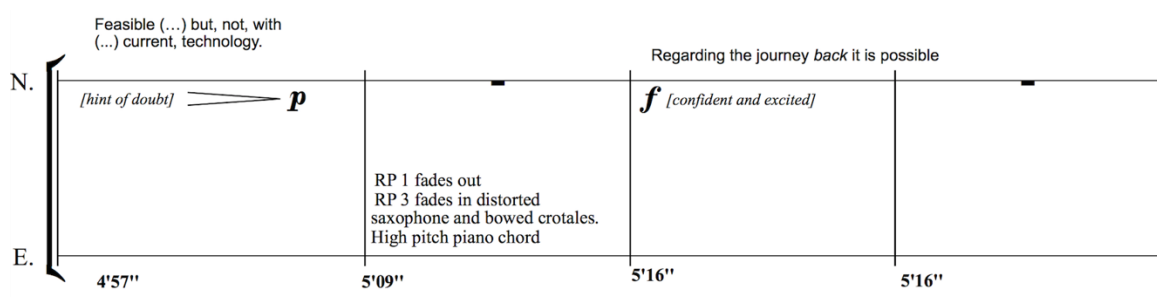 Feasible (…) but, not, with
(...) current, technology.
Regarding the journey back it is possible
N.
[hint of doubt] p
f [confident and excited]
RP 1 fades out
RP 3 fades in distorted
saxophone and bowed crotales.
High pitch piano chord
E.
4'57" 5'09" 5'16" 5'16"